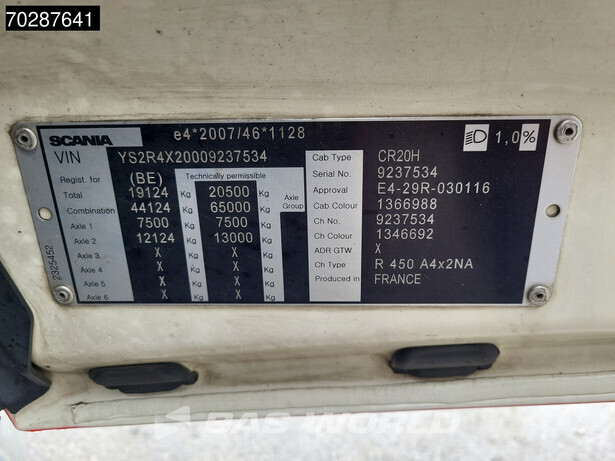 70287641
SCANIA e4*2007/46*1128 1,0%
VIN YS2R4X20009237534
Regist. for (BE) Technically permissible
Total 19124 Kg 20500 Kg
Combination 44124 Kg 65000 Kg Axle Group
Axle 1 7500 Kg 7500 Kg
Axle 2 12124 Kg 13000 Kg
Axle 3 X Kg X Kg
Axle 4 X Kg X Kg
Axle 5 X Kg X Kg
Axle 6 X Kg X Kg
2325452
Cab Type CR20H
Serial No. 9237534
Approval E4-29R-030116
Cab Colour 1366988
Ch No. 9237534
Ch Colour 1346692
ADR GTW X
Ch Type R 450 A4x2NA
Produced in FRANCE
BAS WORLD